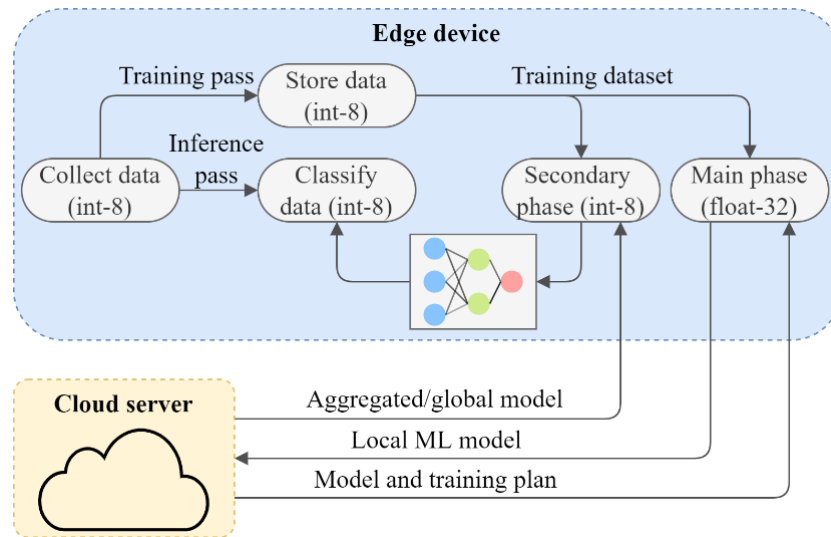 Edge device
Training pass
Store data
(int-8)
Training dataset
Inference
pass
Collect data
(int-8)
Classify
data (int-8)
Secondary
phase (int-8)
Main phase
(float-32)
Cloud server
Aggregated/global model
Local ML model
Model and training plan